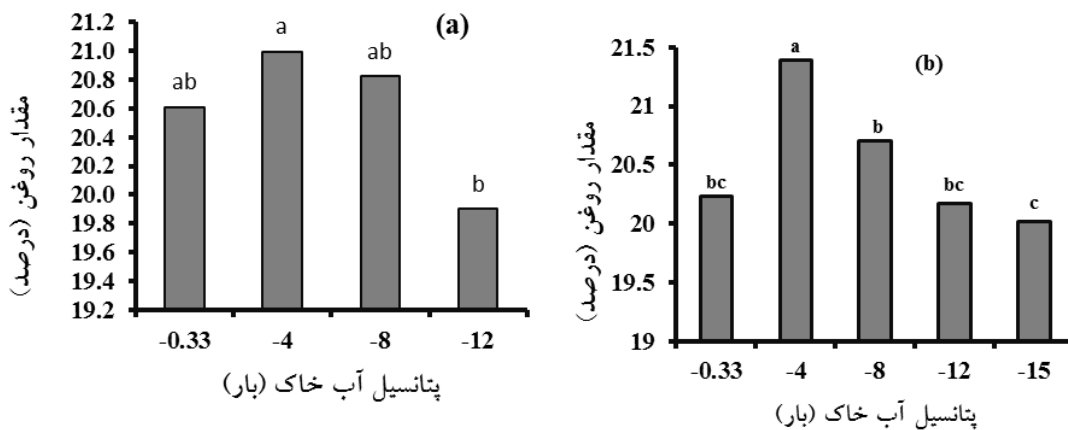 (a)
مقدار روغن (درصد)
21.2
21.0
20.8
20.6
20.4
20.2
20.0
19.8
19.6
19.4
19.2
ab
a
ab
b
-0.33 -4 -8 -12
پتانسیل آب خاک (بار)
(b)
مقدار روغن (درصد)
21.5
21
20.5
20
19.5
19
bc
a
b
bc
c
-0.33 -4 -8 -12 -15
پتانسیل آب خاک (بار)